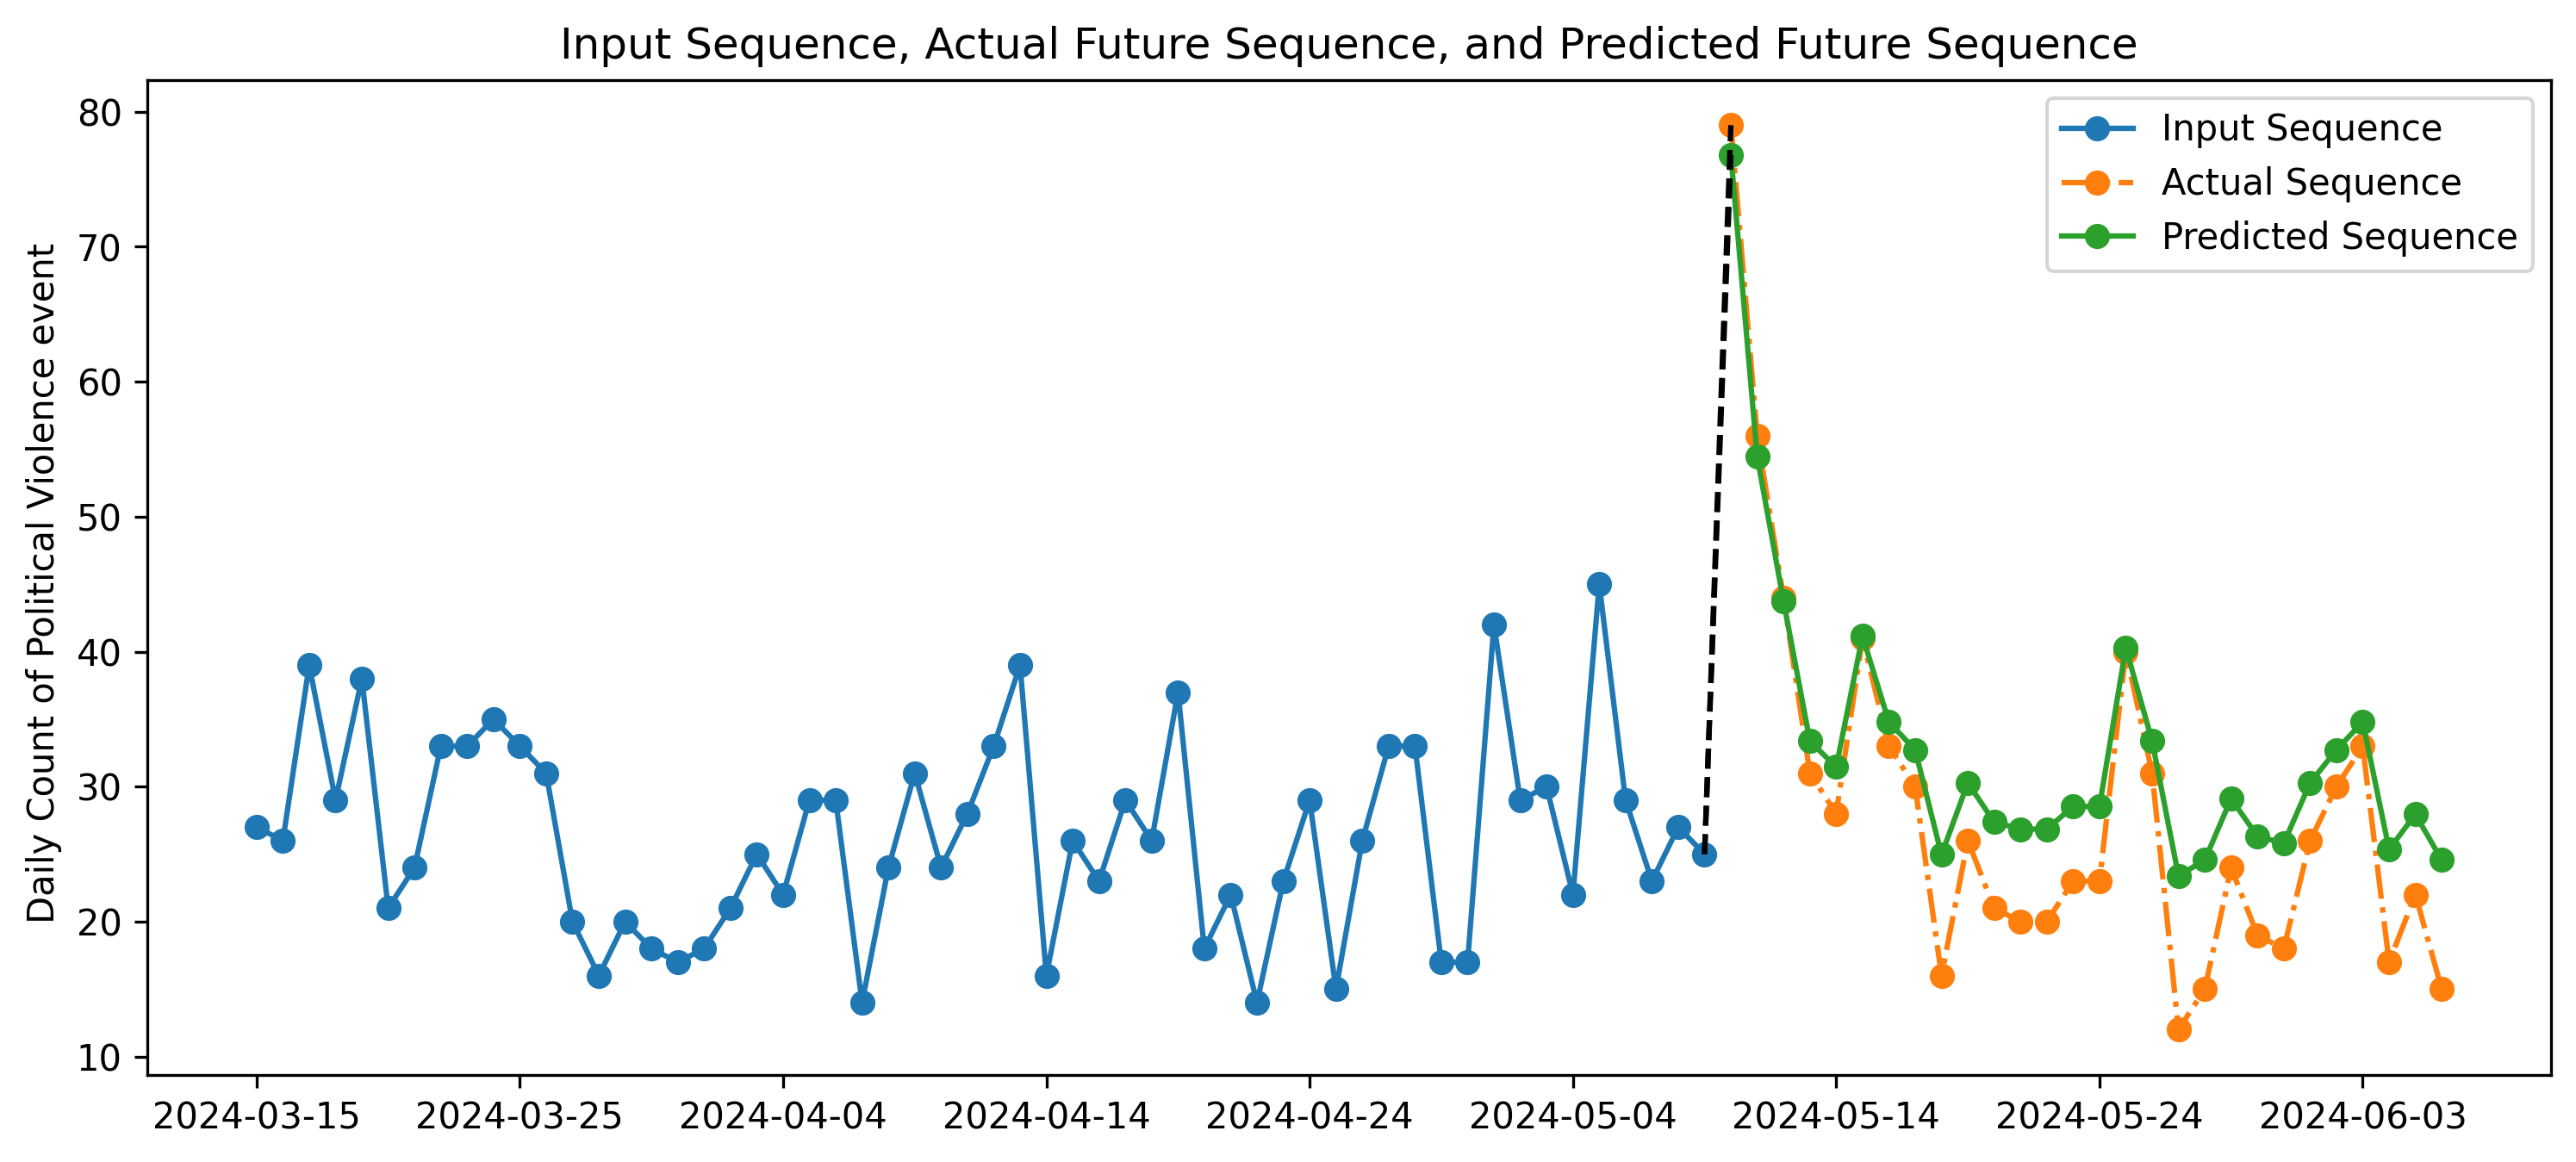 Input Sequence, Actual Future Sequence, and Predicted Future Sequence
Daily Count of Political Violence event
80
70
60
50
40
30
20
10
Input Sequence
Actual Sequence
Predicted Sequence
2024-03-15 2024-03-25 2024-04-04 2024-04-14 2024-04-24 2024-05-04 2024-05-14 2024-05-24 2024-06-03